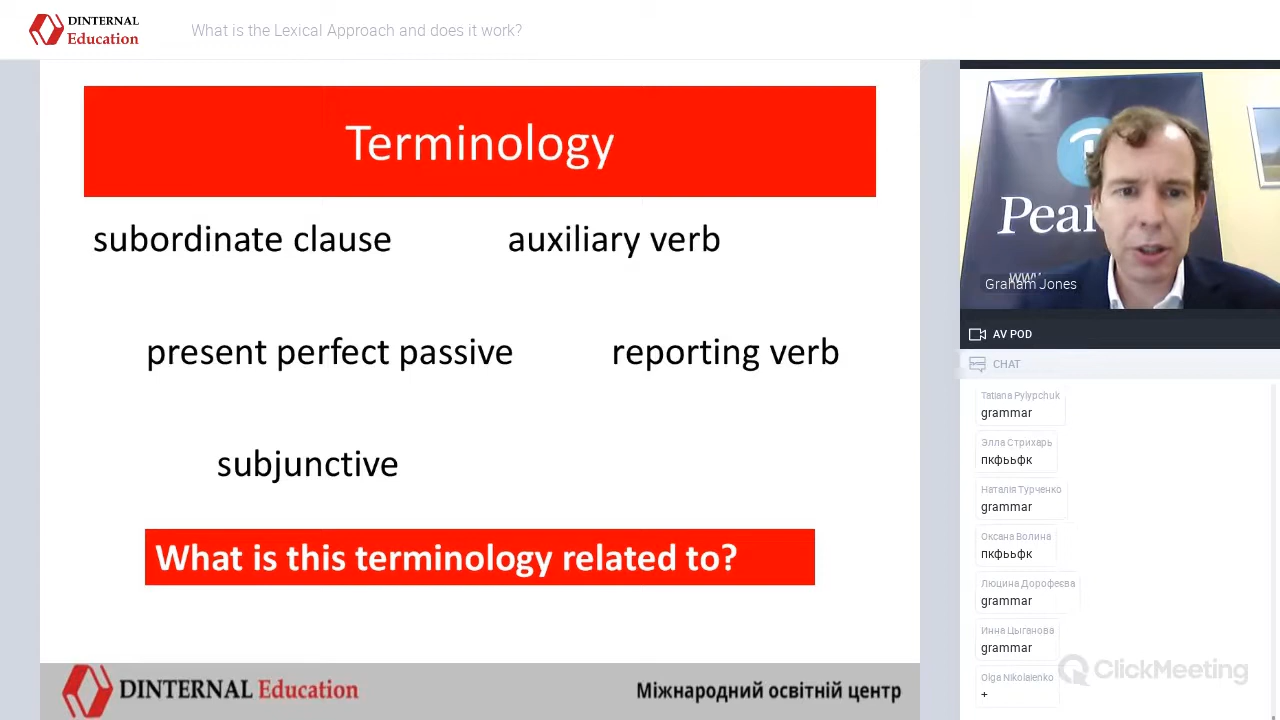 DINTERNAL
Education
What is the Lexical Approach and does it work?
Terminology
subordinate clause
auxiliary verb
present perfect passive
reporting verb
subjunctive
What is this terminology related to?
DINTERNAL Education
Міжнародний освітній центр
Graham Jones
AV POD
CHAT
Tatiana Pylypchuk
grammar
Элла Стрихарь
пкфььфк
Наталія Турченко
grammar
Оксана Волина
пкфььфк
Люцина Дорофеєва
grammar
Инна Цыганова
grammar
Olga Nikolaienko
+
ClickMeeting